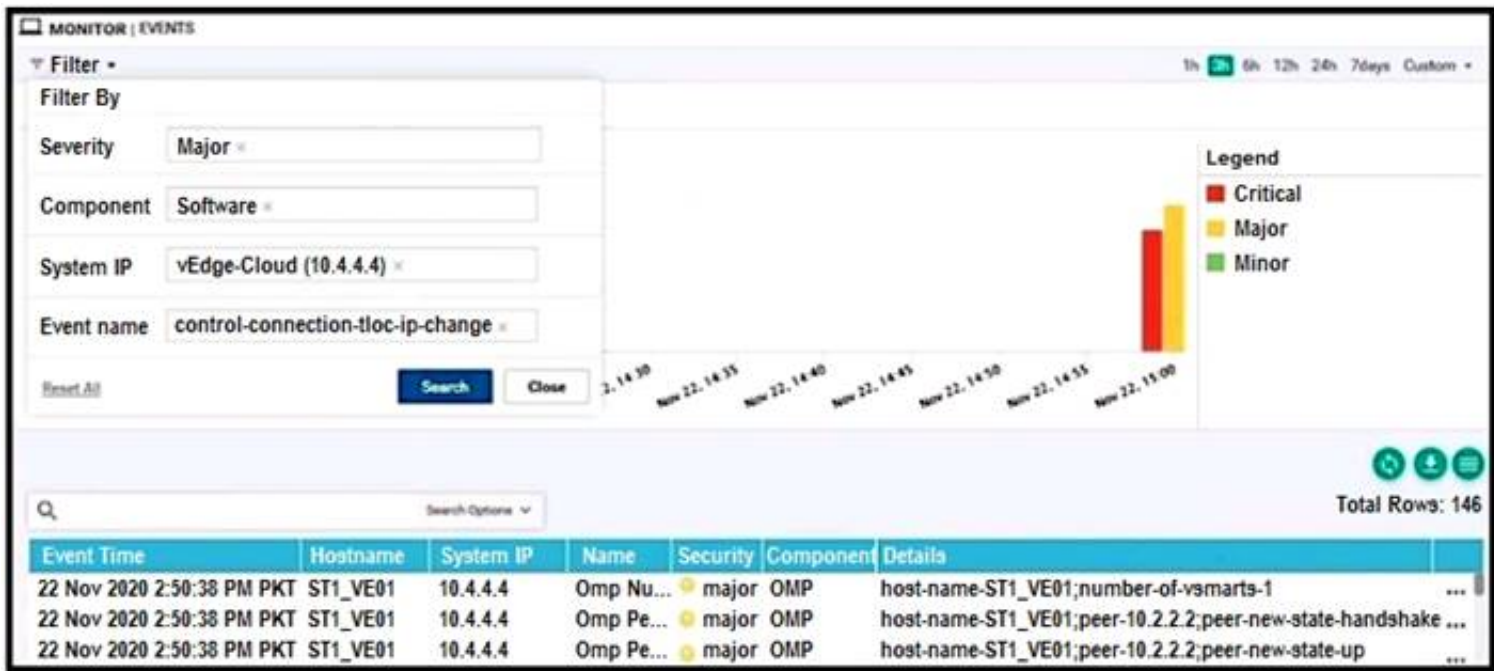 MONITOR | EVENTS
Filter
1h 3h 6h 12h 24h 7days Custom
Filter By
Severity Major ×
Component Software ×
System IP vEdge-Cloud (10.4.4.4) ×
Event name control-connection-tloc-ip-change ×
Reset All Search Close
Legend
Critical
Major
Minor
2, 14:30 Nov 22, 14:35 Nov 22, 14:40 Nov 22, 14:45 Nov 22, 14:50 Nov 22, 14:55 Nov 22, 15:00
Search Options
Total Rows: 146
Event Time Hostname System IP Name Security Component Details
22 Nov 2020 2:50:38 PM PKT ST1_VE01 10.4.4.4 Omp Nu... major OMP host-name-ST1_VE01;number-of-vsmarts-1 ...
22 Nov 2020 2:50:38 PM PKT ST1_VE01 10.4.4.4 Omp Pe... major OMP host-name-ST1_VE01;peer-10.2.2.2;peer-new-state-handshake ...
22 Nov 2020 2:50:38 PM PKT ST1_VE01 10.4.4.4 Omp Pe... major OMP host-name-ST1_VE01;peer-10.2.2.2;peer-new-state-up ...